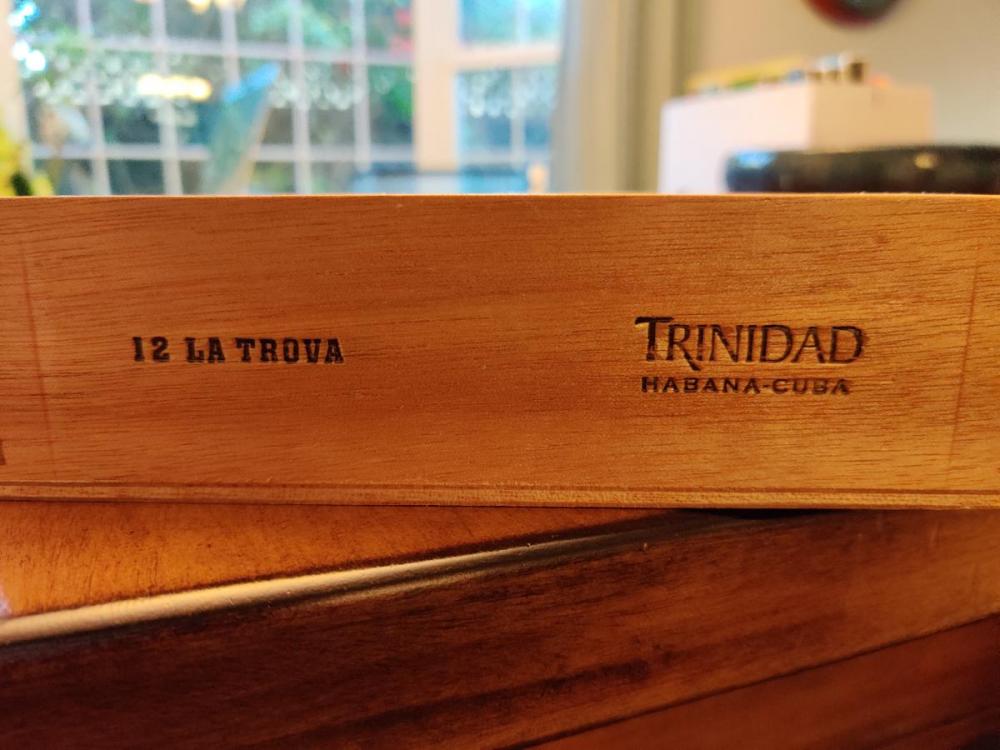 12 LA TROVA
TRINIDAD
HABANA-CUBA